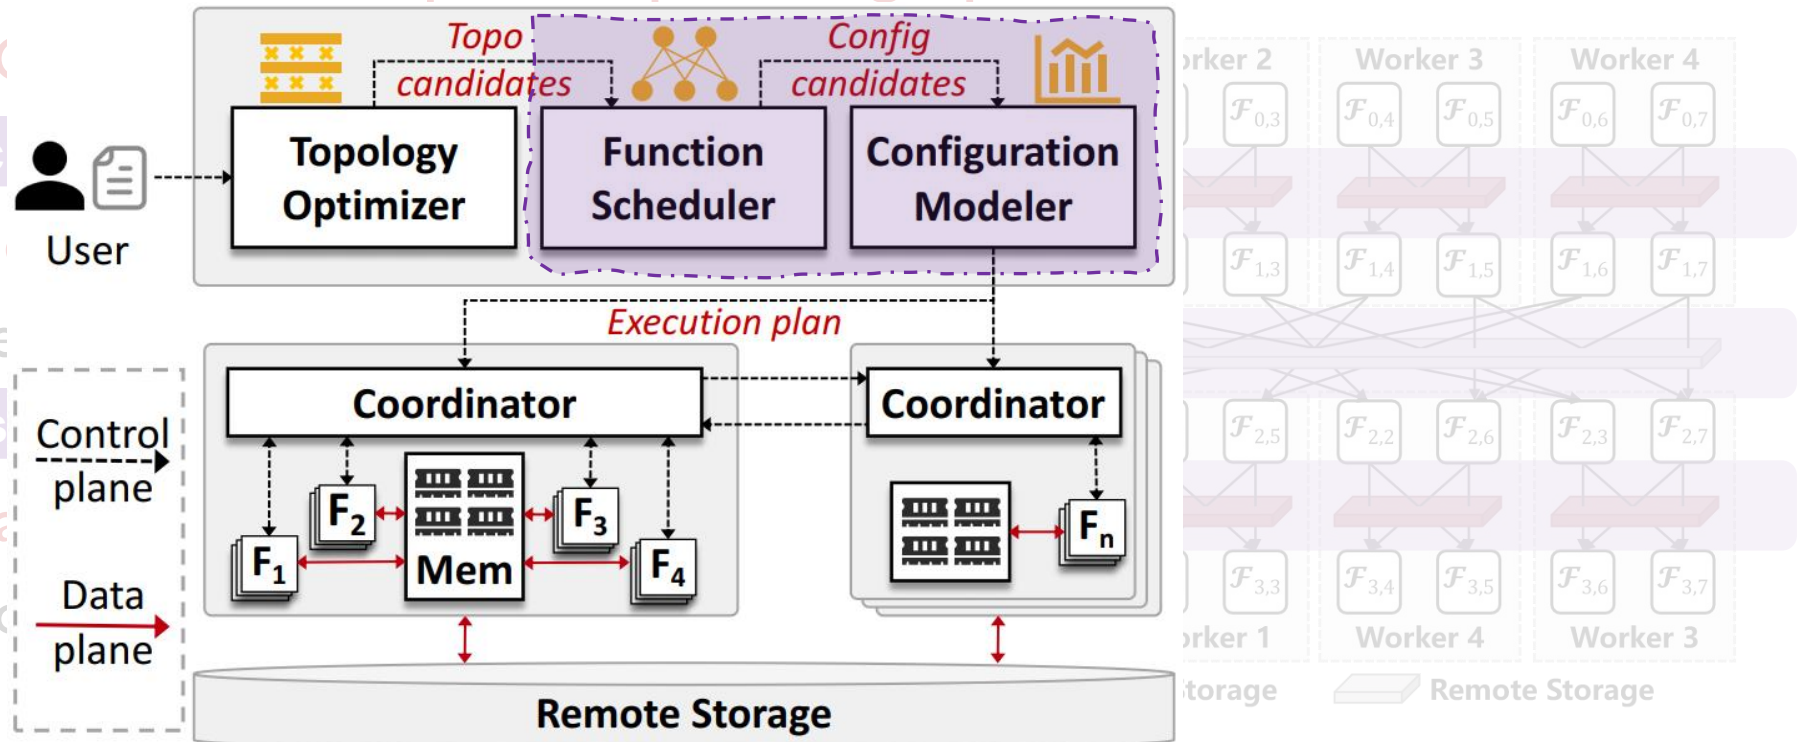 Topo
candidates
Config
candidates
Topology
Optimizer
Function
Scheduler
Configuration
Modeler
User
Execution plan
Coordinator
Coordinator
Control
plane
Data
plane
F1
F2
Mem
F3
F4
Fn
Remote Storage
orker 2
Worker 3
Worker 4
ℱ0,3
ℱ0,4
ℱ0,5
ℱ0,6
ℱ0,7
ℱ1,3
ℱ1,4
ℱ1,5
ℱ1,6
ℱ1,7
ℱ2,5
ℱ2,2
ℱ2,6
ℱ2,3
ℱ2,7
ℱ3,3
ℱ3,4
ℱ3,5
ℱ3,6
ℱ3,7
orker 1
Worker 4
Worker 3
torage
Remote Storage